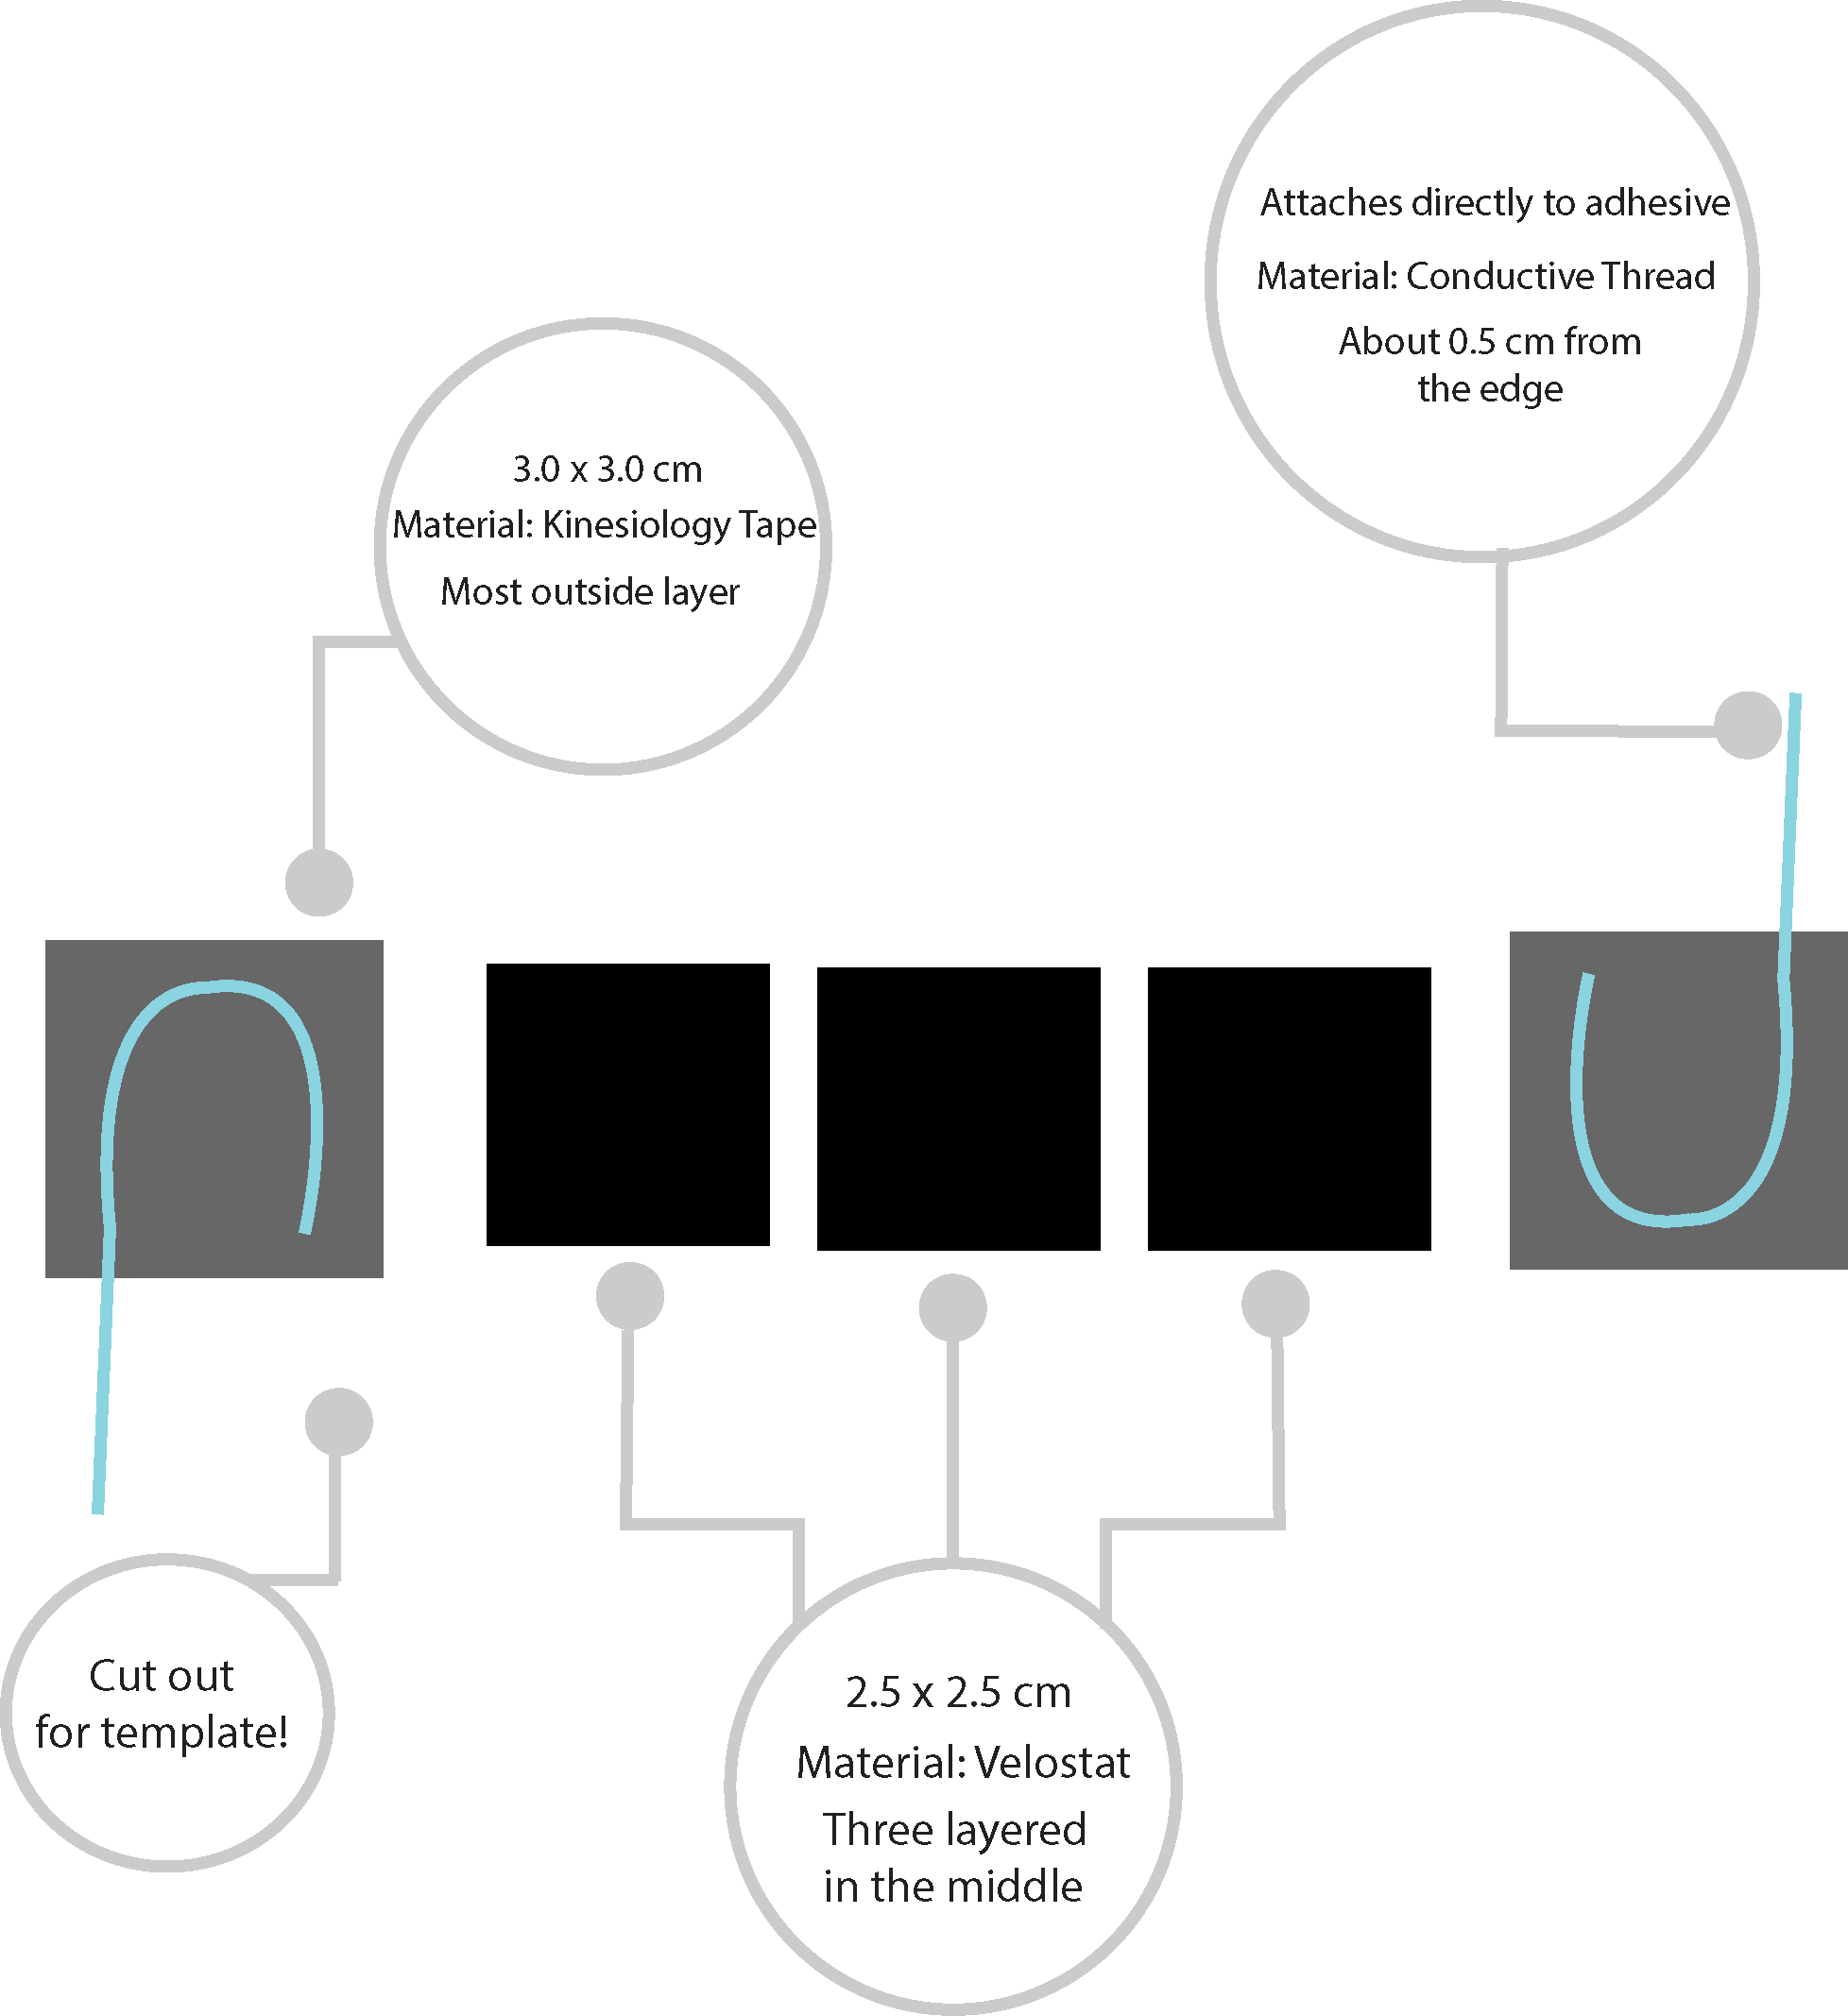 Attaches directly to adhesive
Material: Conductive Thread
About 0.5 cm from
the edge
3.0 x 3.0 cm
Material: Kinesiology Tape
Most outside layer
Cut out
for template!
2.5 x 2.5 cm
Material: Velostat
Three layered
in the middle